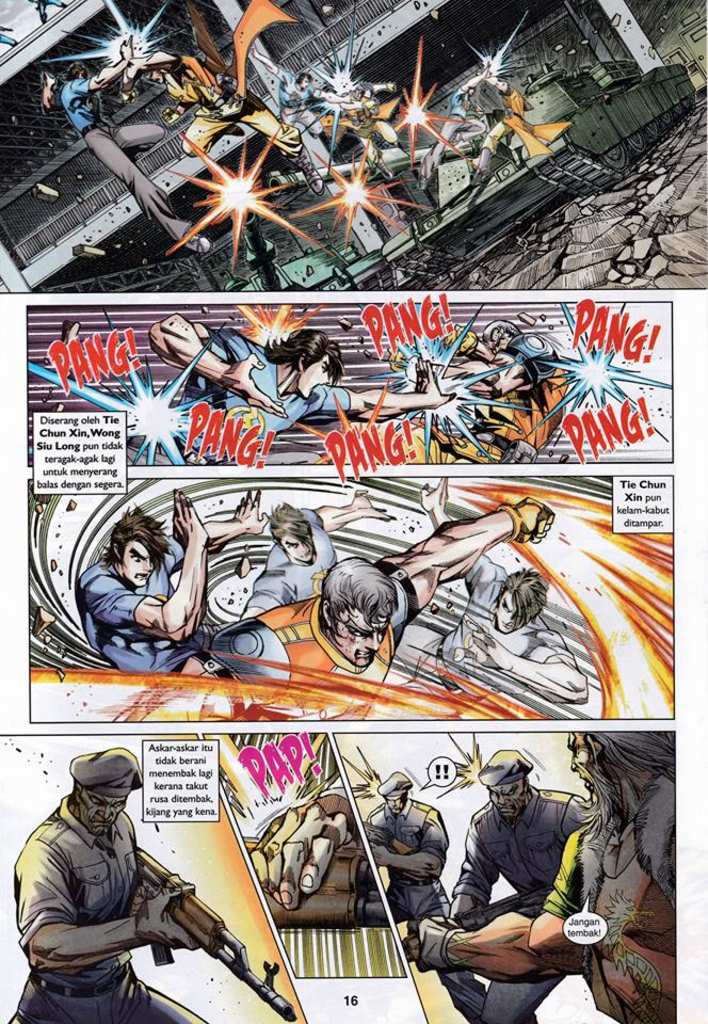 PANG!
PANG!
PANG!
PANG!
PANG!
PANG!
Diserang oleh Tie
Chun Xin, Wong
Siu Long pun
teragak-agak lagi
untuk menyerang
balas dengan segera.
Tie Chun
Xin pun
kelam-kabut
ditampar.
Askar-askar itu
tidak berani
menembak lagi
kerana takut
rusa ditembak,
kijang yang kena.
PAP!
!!
Jangan
tembak!
16